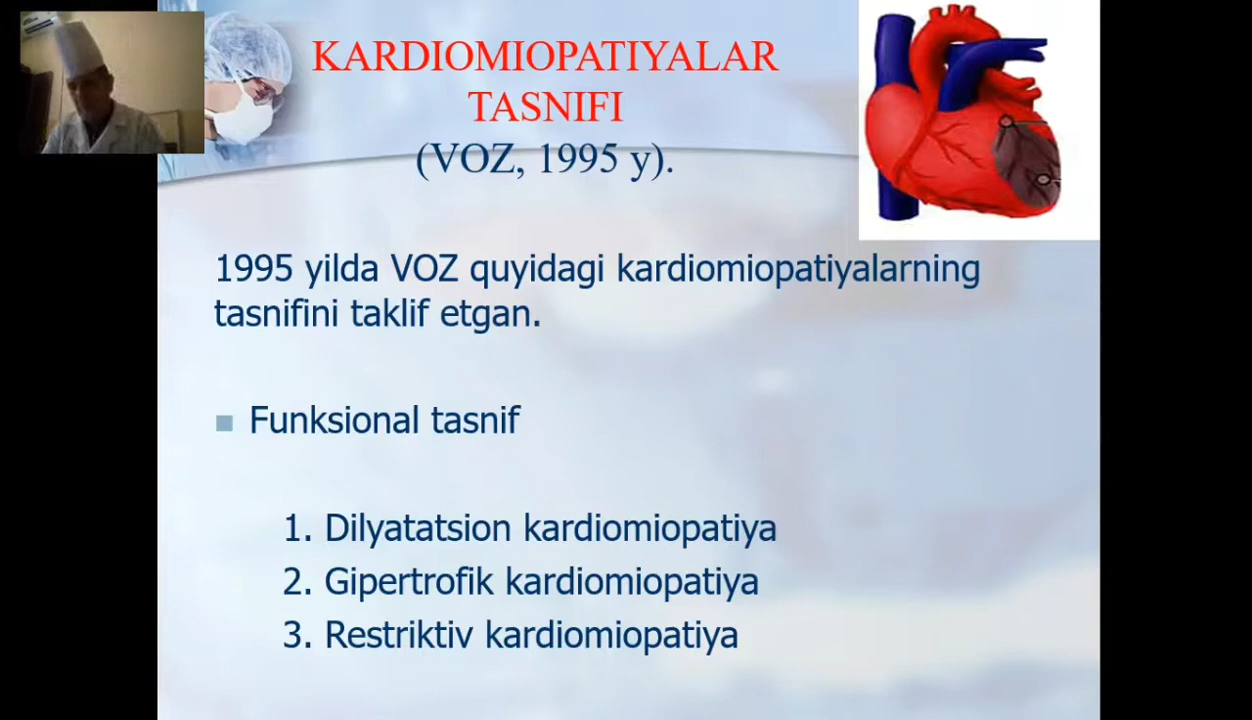 KARDIOMIOPATIYALAR
TASNIFI
(VOZ, 1995 y).
1995 yilda VOZ quyidagi kardiomiopatiyalarning
tasnifini taklif etgan.
Funksional tasnif
1. Dilyatatsion kardiomiopatiya
2. Gipertrofik kardiomiopatiya
3. Restriktiv kardiomiopatiya